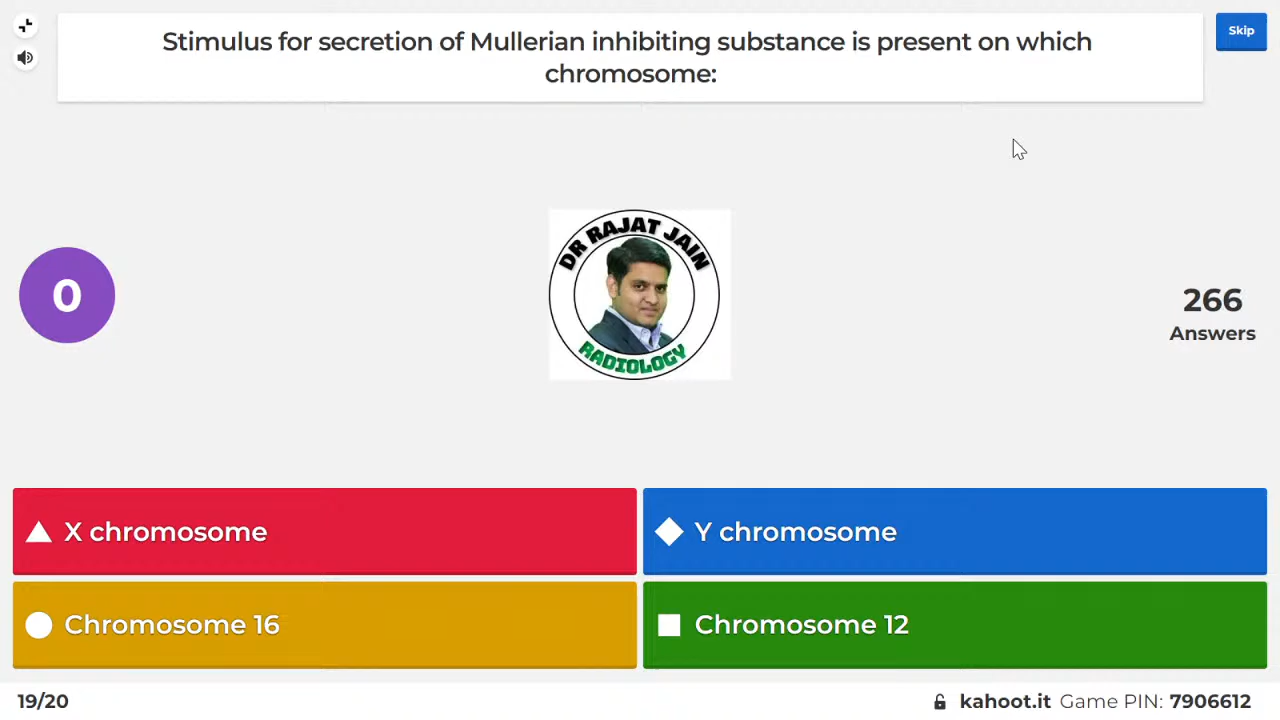 Stimulus for secretion of Mullerian inhibiting substance is present on which
chromosome:
Skip
DR RAJAT JAIN
RADIOLOGY
0
266
Answers
X chromosome
Y chromosome
Chromosome 16
Chromosome 12
19/20
kahoot.it Game PIN: 7906612